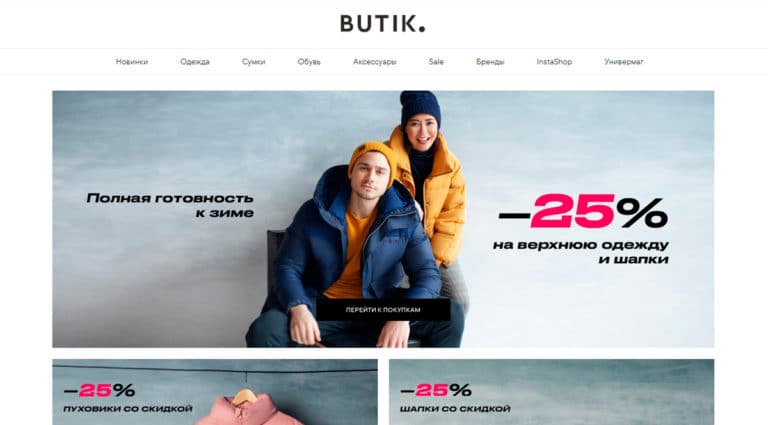 BUTIK.
Новинки Одежда Сумки Обувь Аксессуары Sale Бренды InstaShop Универмаг
Полная готовность
к зиме
–25%
на верхнюю одежду
и шапки
ПЕРЕЙТИ К ПОКУПКАМ
–25%
ПУХОВИКИ СО СКИДКОЙ
–25%
ШАПКИ СО СКИДКОЙ